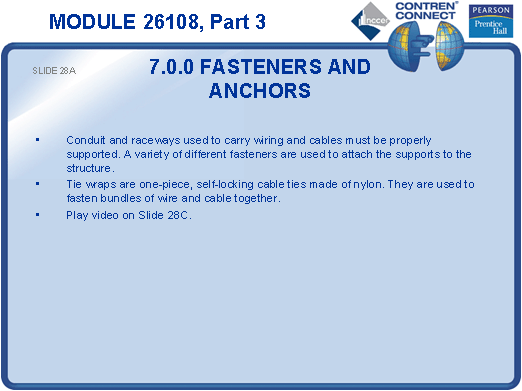 MODULE 26108, Part 3
nccer
CONTREN®
CONNECT
PEARSON
Prentice
Hall
SLIDE 28A
7.0.0 FASTENERS AND
ANCHORS
• Conduit and raceways used to carry wiring and cables must be properly
supported. A variety of different fasteners are used to attach the supports to the
structure.
• Tie wraps are one-piece, self-locking cable ties made of nylon. They are used to
fasten bundles of wire and cable together.
• Play video on Slide 28C.